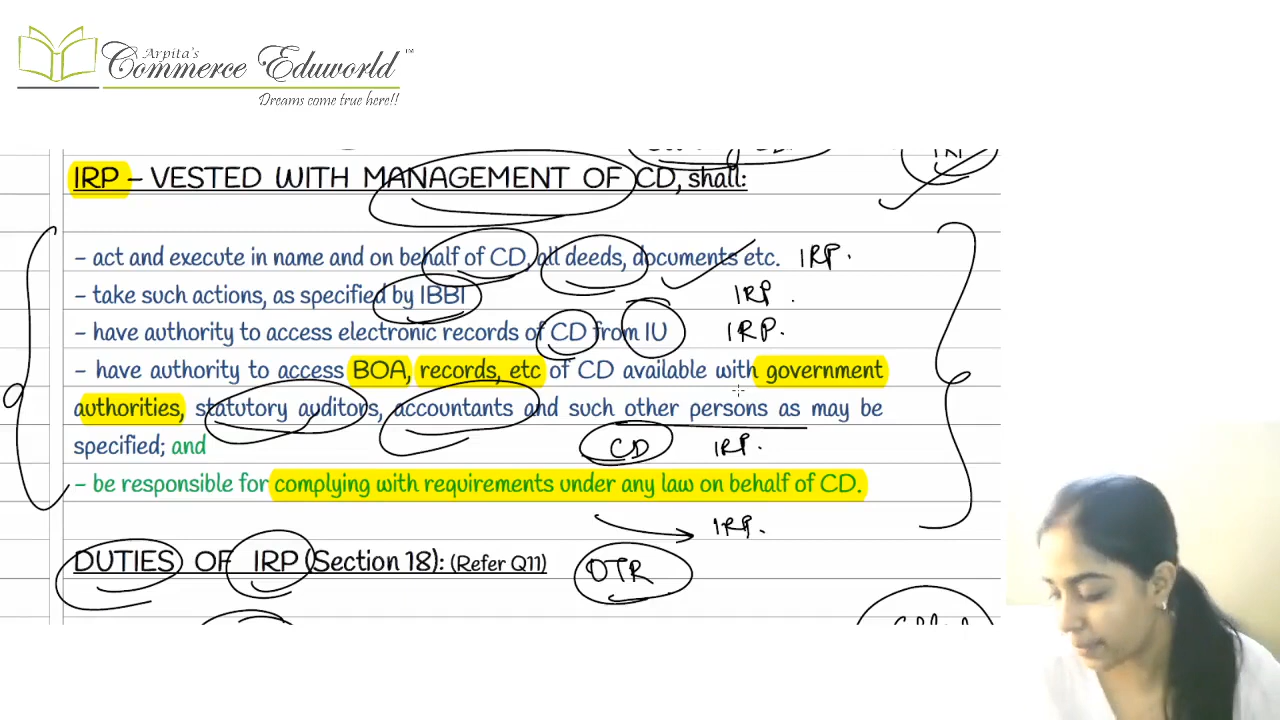 Arpita's
Commerce Eduworld™
Dreams come true here!!
IRP – VESTED WITH MANAGEMENT OF CD, shall:
– act and execute in name and on behalf of CD, all deeds, documents etc. IRP.
– take such actions, as specified by IBBI IRP.
– have authority to access electronic records of CD from IU IRP.
– have authority to access BOA, records, etc of CD available with government
authorities, statutory auditors, accountants and such other persons as may be
specified; and CD IRP.
– be responsible for complying with requirements under any law on behalf of CD.
IRP.
DUTIES OF IRP (Section 18): (Refer Q11) OTR